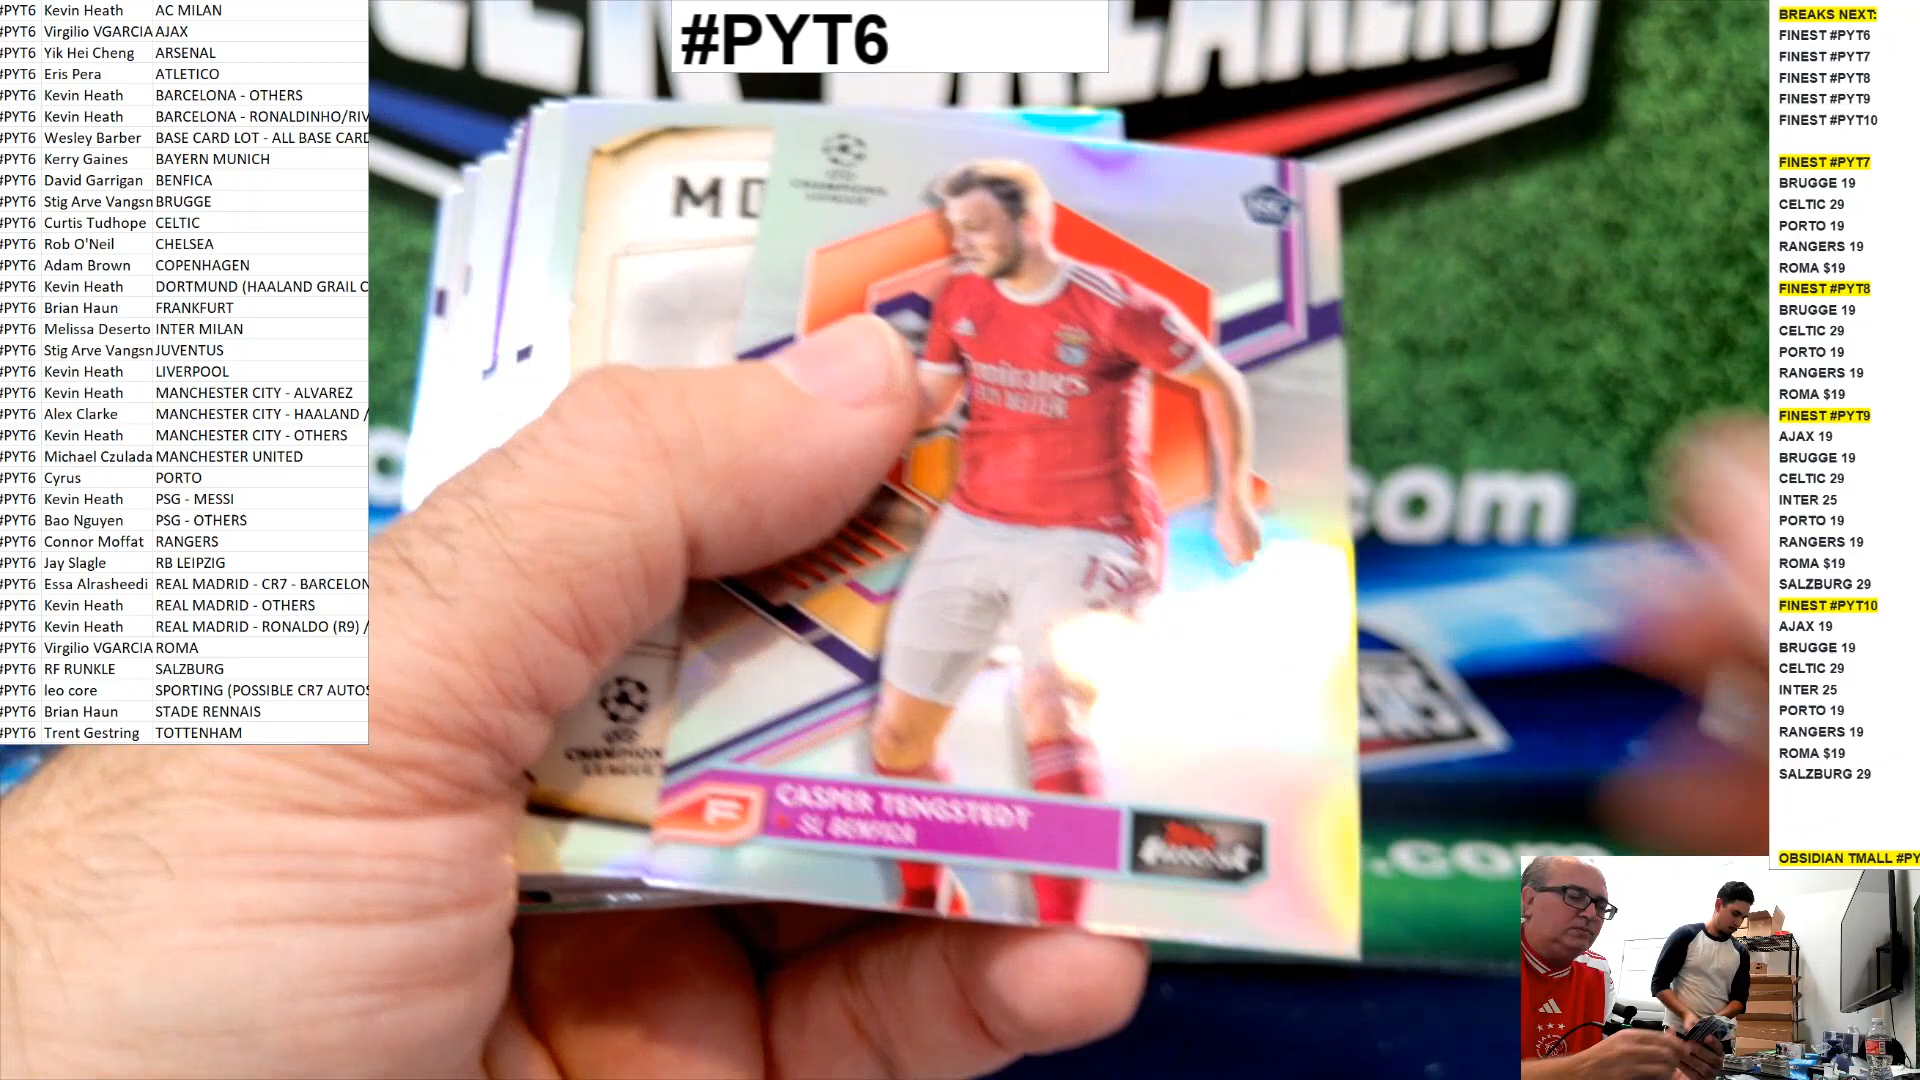 #PYT6 Kevin Heath AC MILAN
#PYT6 Virgilio VGARCIA AJAX
#PYT6 Yik Hei Cheng ARSENAL
#PYT6 Eris Pera ATLETICO
#PYT6 Kevin Heath BARCELONA - OTHERS
#PYT6 Kevin Heath BARCELONA - RONALDINHO/RIV
#PYT6 Wesley Barber BASE CARD LOT - ALL BASE CARD
#PYT6 Kerry Gaines BAYERN MUNICH
#PYT6 David Garrigan BENFICA
#PYT6 Stig Arve Vangsn BRUGGE
#PYT6 Curtis Tudhope CELTIC
#PYT6 Rob O'Neil CHELSEA
#PYT6 Adam Brown COPENHAGEN
#PYT6 Kevin Heath DORTMUND (HAALAND GRAIL C
#PYT6 Brian Haun FRANKFURT
#PYT6 Melissa Deserto INTER MILAN
#PYT6 Stig Arve Vangsn JUVENTUS
#PYT6 Kevin Heath LIVERPOOL
#PYT6 Kevin Heath MANCHESTER CITY - ALVAREZ
#PYT6 Alex Clarke MANCHESTER CITY - HAALAND /
#PYT6 Kevin Heath MANCHESTER CITY - OTHERS
#PYT6 Michael Czulada MANCHESTER UNITED
#PYT6 Cyrus PORTO
#PYT6 Kevin Heath PSG - MESSI
#PYT6 Bao Nguyen PSG - OTHERS
#PYT6 Connor Moffat RANGERS
#PYT6 Jay Slagle RB LEIPZIG
#PYT6 Essa Alrasheedi REAL MADRID - CR7 - BARCELON
#PYT6 Kevin Heath REAL MADRID - OTHERS
#PYT6 Kevin Heath REAL MADRID - RONALDO (R9) /
#PYT6 Virgilio VGARCIA ROMA
#PYT6 RF RUNKLE SALZBURG
#PYT6 leo core SPORTING (POSSIBLE CR7 AUTOS
#PYT6 Brian Haun STADE RENNAIS
#PYT6 Trent Gestring TOTTENHAM
#PYT6
MO
CHAMPIONS
LEAGUE
Emirates
CASPER TENGSTEDT
SL BENFICA
F
finest
.com
.com
BREAKS NEXT:
FINEST #PYT6
FINEST #PYT7
FINEST #PYT8
FINEST #PYT9
FINEST #PYT10
FINEST #PYT7
BRUGGE 19
CELTIC 29
PORTO 19
RANGERS 19
ROMA $19
FINEST #PYT8
BRUGGE 19
CELTIC 29
PORTO 19
RANGERS 19
ROMA $19
FINEST #PYT9
AJAX 19
BRUGGE 19
CELTIC 29
INTER 25
PORTO 19
RANGERS 19
ROMA $19
SALZBURG 29
FINEST #PYT10
AJAX 19
BRUGGE 19
CELTIC 29
INTER 25
PORTO 19
RANGERS 19
ROMA $19
SALZBURG 29
OBSIDIAN TMALL #PY